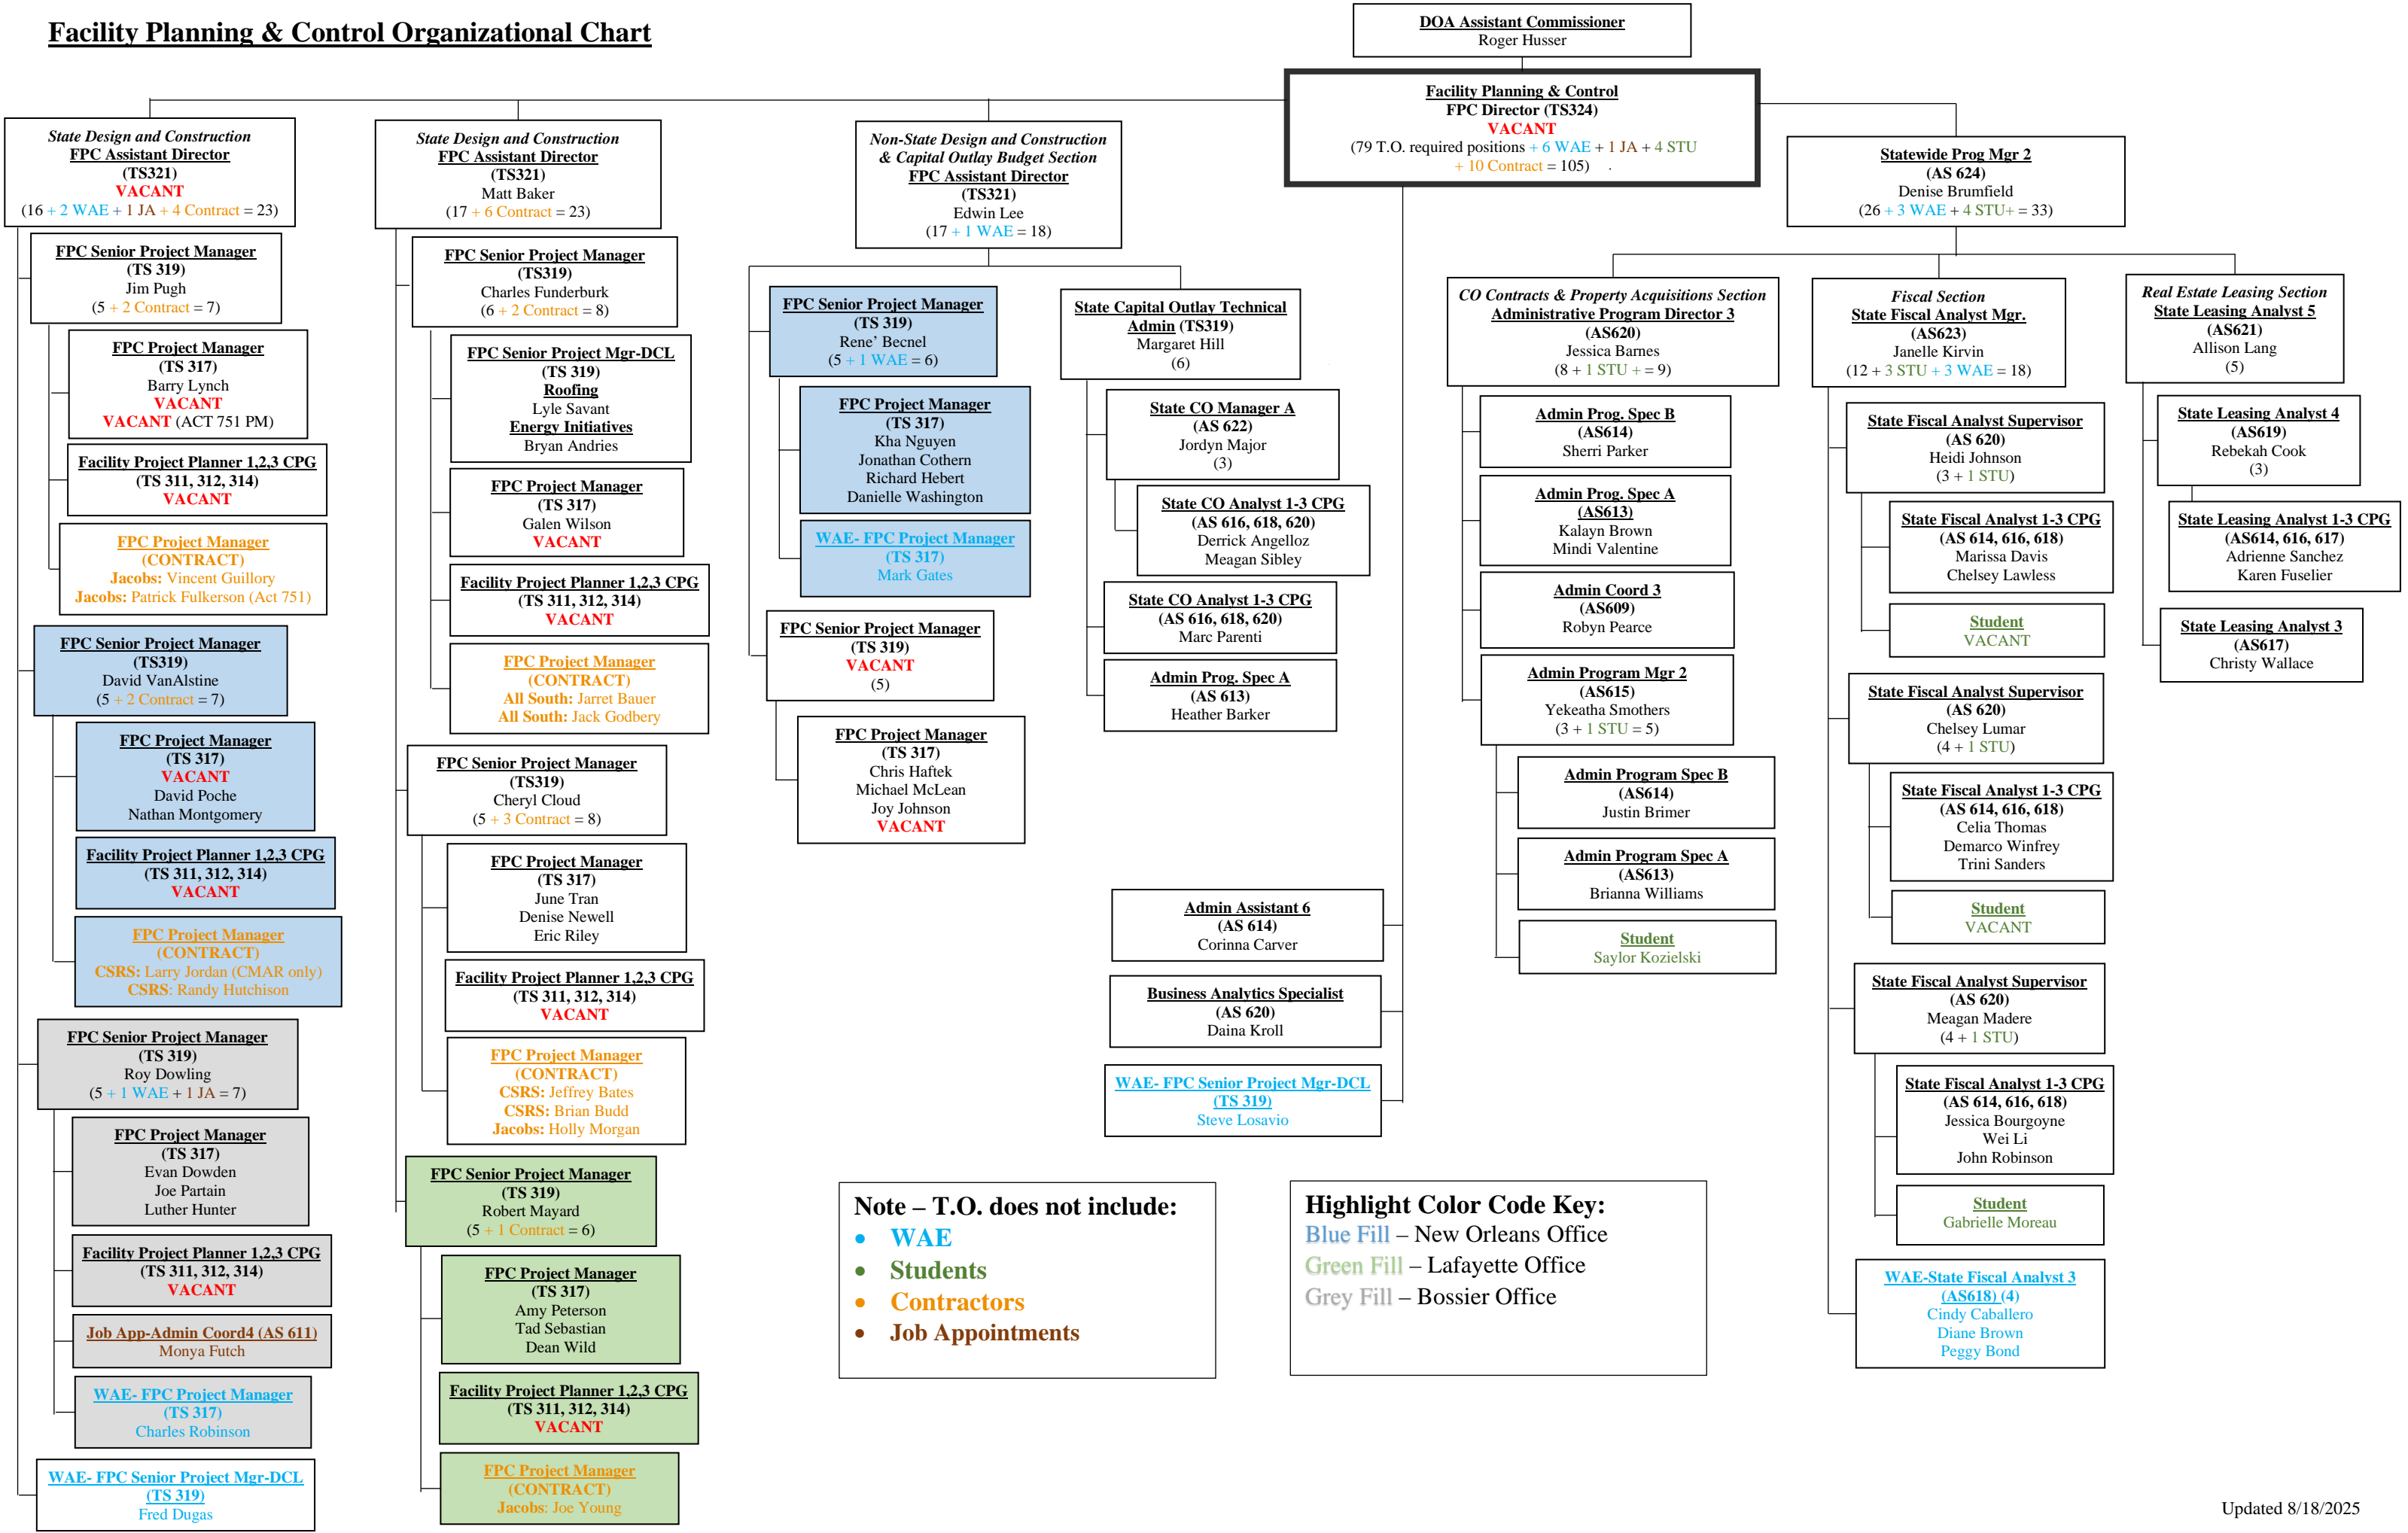 Facility Planning & Control Organizational Chart
DOA Assistant Commissioner
Roger Husser
Facility Planning & Control
FPC Director (TS324)
VACANT
(79 T.O. required positions + 6 WAE + 1 JA + 4 STU
+ 10 Contract = 105) .
State Design and Construction
FPC Assistant Director
(TS321)
VACANT
(16 + 2 WAE + 1 JA + 4 Contract = 23)
FPC Senior Project Manager
(TS 319)
Jim Pugh
(5 + 2 Contract = 7)
FPC Project Manager
(TS 317)
Barry Lynch
VACANT
VACANT (ACT 751 PM)
Facility Project Planner 1,2,3 CPG
(TS 311, 312, 314)
VACANT
FPC Project Manager
(CONTRACT)
Jacobs: Vincent Guillory
Jacobs: Patrick Fulkerson (Act 751)
FPC Senior Project Manager
(TS319)
David VanAlstine
(5 + 2 Contract = 7)
FPC Project Manager
(TS 317)
VACANT
David Poche
Nathan Montgomery
Facility Project Planner 1,2,3 CPG
(TS 311, 312, 314)
VACANT
FPC Project Manager
(CONTRACT)
CSRS: Larry Jordan (CMAR only)
CSRS: Randy Hutchison
FPC Senior Project Manager
(TS 319)
Roy Dowling
(5 + 1 WAE + 1 JA = 7)
FPC Project Manager
(TS 317)
Evan Dowden
Joe Partain
Luther Hunter
Facility Project Planner 1,2,3 CPG
(TS 311, 312, 314)
VACANT
Job App-Admin Coord4 (AS 611)
Monya Futch
WAE- FPC Project Manager
(TS 317)
Charles Robinson
WAE- FPC Senior Project Mgr-DCL
(TS 319)
Fred Dugas
State Design and Construction
FPC Assistant Director
(TS321)
Matt Baker
(17 + 6 Contract = 23)
FPC Senior Project Manager
(TS319)
Charles Funderburk
(6 + 2 Contract = 8)
FPC Senior Project Mgr-DCL
(TS 319)
Roofing
Lyle Savant
Energy Initiatives
Bryan Andries
FPC Project Manager
(TS 317)
Galen Wilson
VACANT
Facility Project Planner 1,2,3 CPG
(TS 311, 312, 314)
VACANT
FPC Project Manager
(CONTRACT)
All South: Jarret Bauer
All South: Jack Godbery
FPC Senior Project Manager
(TS319)
Cheryl Cloud
(5 + 3 Contract = 8)
FPC Project Manager
(TS 317)
June Tran
Denise Newell
Eric Riley
Facility Project Planner 1,2,3 CPG
(TS 311, 312, 314)
VACANT
FPC Project Manager
(CONTRACT)
CSRS: Jeffrey Bates
CSRS: Brian Budd
Jacobs: Holly Morgan
FPC Senior Project Manager
(TS 319)
Robert Mayard
(5 + 1 Contract = 6)
FPC Project Manager
(TS 317)
Amy Peterson
Tad Sebastian
Dean Wild
Facility Project Planner 1,2,3 CPG
(TS 311, 312, 314)
VACANT
FPC Project Manager
(CONTRACT)
Jacobs: Joe Young
Non-State Design and Construction
& Capital Outlay Budget Section
FPC Assistant Director
(TS321)
Edwin Lee
(17 + 1 WAE = 18)
FPC Senior Project Manager
(TS 319)
Rene’ Becnel
(5 + 1 WAE = 6)
FPC Project Manager
(TS 317)
Kha Nguyen
Jonathan Cothern
Richard Hebert
Danielle Washington
WAE- FPC Project Manager
(TS 317)
Mark Gates
FPC Senior Project Manager
(TS 319)
VACANT
(5)
FPC Project Manager
(TS 317)
Chris Haftek
Michael McLean
Joy Johnson
VACANT
State Capital Outlay Technical
Admin (TS319)
Margaret Hill
(6)
State CO Manager A
(AS 622)
Jordyn Major
(3)
State CO Analyst 1-3 CPG
(AS 616, 618, 620)
Derrick Angelloz
Meagan Sibley
State CO Analyst 1-3 CPG
(AS 616, 618, 620)
Marc Parenti
Admin Prog. Spec A
(AS 613)
Heather Barker
Admin Assistant 6
(AS 614)
Corinna Carver
Business Analytics Specialist
(AS 620)
Daina Kroll
WAE- FPC Senior Project Mgr-DCL
(TS 319)
Steve Losavio
Statewide Prog Mgr 2
(AS 624)
Denise Brumfield
(26 + 3 WAE + 4 STU+ = 33)
CO Contracts & Property Acquisitions Section
Administrative Program Director 3
(AS620)
Jessica Barnes
(8 + 1 STU + = 9)
Admin Prog. Spec B
(AS614)
Sherri Parker
Admin Prog. Spec A
(AS613)
Kalayn Brown
Mindi Valentine
Admin Coord 3
(AS609)
Robyn Pearce
Admin Program Mgr 2
(AS615)
Yekeatha Smothers
(3 + 1 STU = 5)
Admin Program Spec B
(AS614)
Justin Brimer
Admin Program Spec A
(AS613)
Brianna Williams
Student
Saylor Kozielski
Fiscal Section
State Fiscal Analyst Mgr.
(AS623)
Janelle Kirvin
(12 + 3 STU + 3 WAE = 18)
State Fiscal Analyst Supervisor
(AS 620)
Heidi Johnson
(3 + 1 STU)
State Fiscal Analyst 1-3 CPG
(AS 614, 616, 618)
Marissa Davis
Chelsey Lawless
Student
VACANT
State Fiscal Analyst Supervisor
(AS 620)
Chelsey Lumar
(4 + 1 STU)
State Fiscal Analyst 1-3 CPG
(AS 614, 616, 618)
Celia Thomas
Demarco Winfrey
Trini Sanders
Student
VACANT
State Fiscal Analyst Supervisor
(AS 620)
Meagan Madere
(4 + 1 STU)
State Fiscal Analyst 1-3 CPG
(AS 614, 616, 618)
Jessica Bourgoyne
Wei Li
John Robinson
Student
Gabrielle Moreau
WAE-State Fiscal Analyst 3
(AS618) (4)
Cindy Caballero
Diane Brown
Peggy Bond
Real Estate Leasing Section
State Leasing Analyst 5
(AS621)
Allison Lang
(5)
State Leasing Analyst 4
(AS619)
Rebekah Cook
(3)
State Leasing Analyst 1-3 CPG
(AS614, 616, 617)
Adrienne Sanchez
Karen Fuselier
State Leasing Analyst 3
(AS617)
Christy Wallace
Note – T.O. does not include:
• WAE
• Students
• Contractors
• Job Appointments
Highlight Color Code Key:
Blue Fill – New Orleans Office
Green Fill – Lafayette Office
Grey Fill – Bossier Office
Updated 8/18/2025